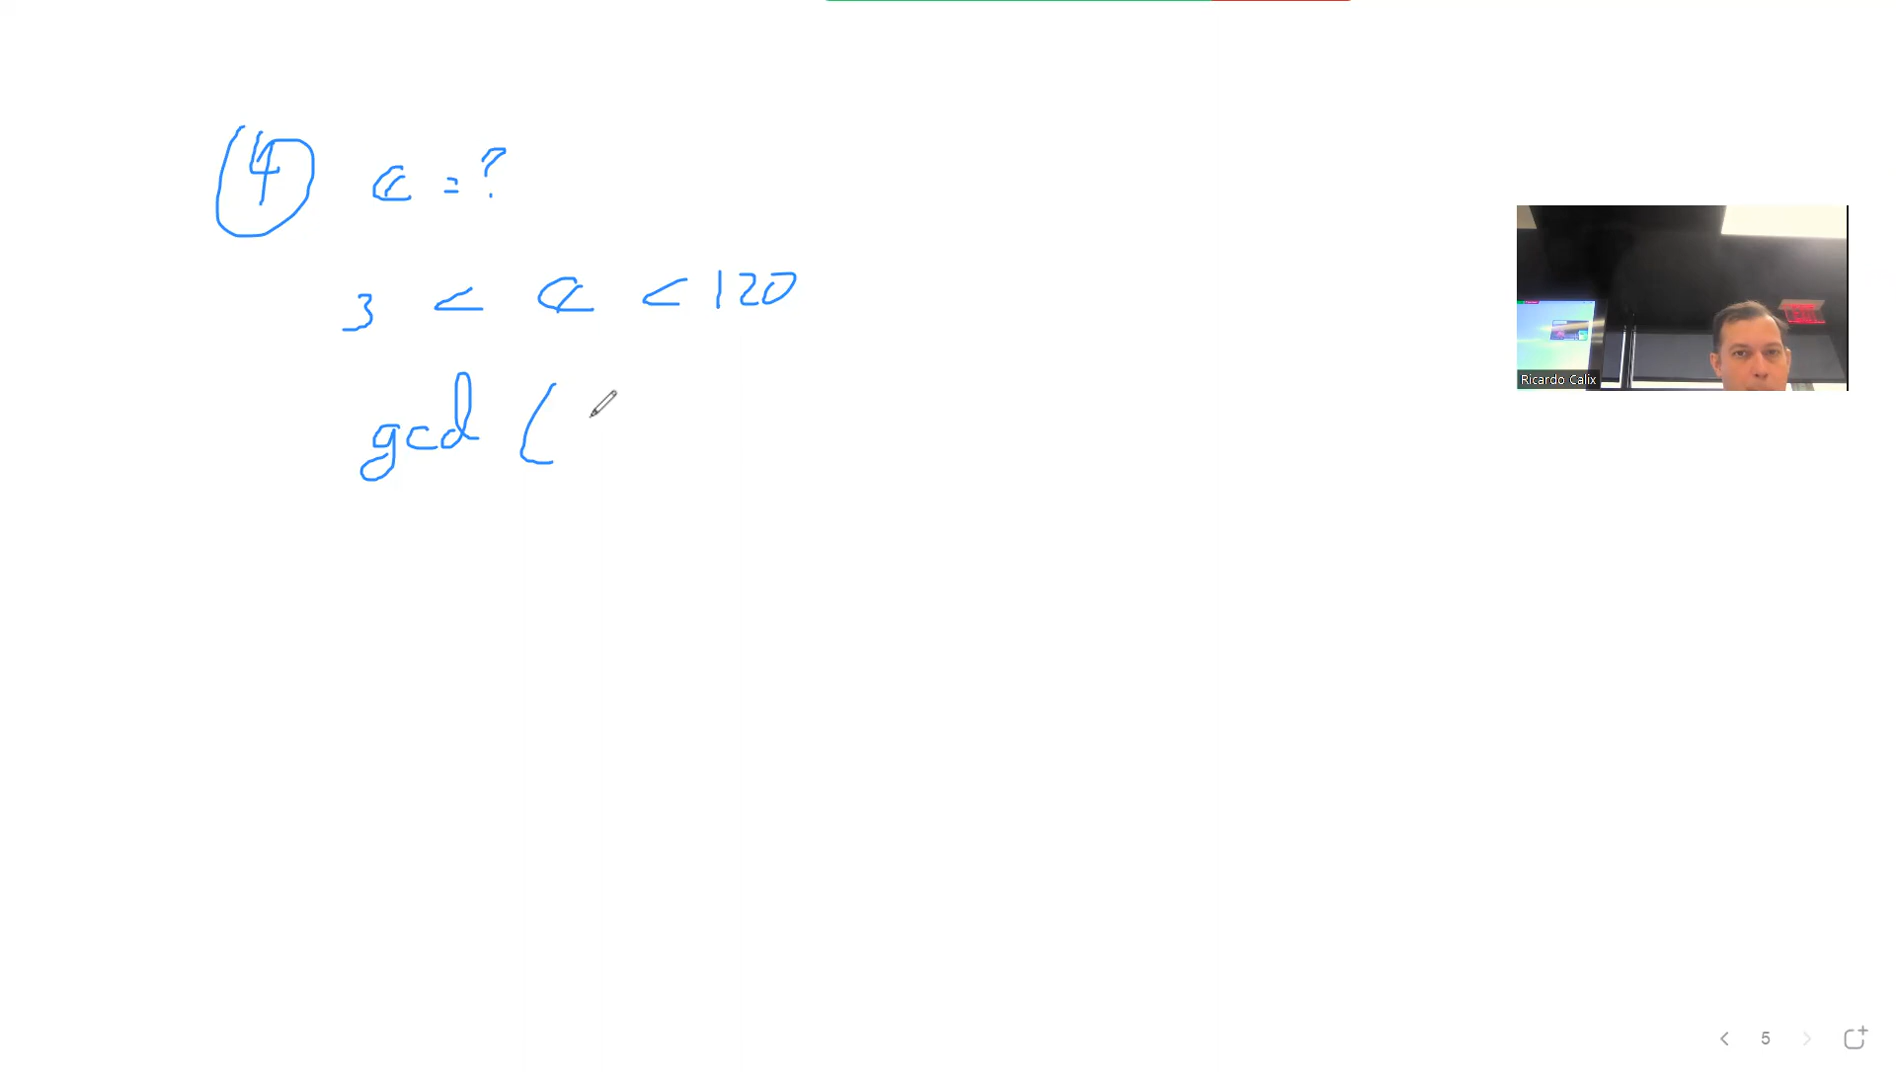 4 e = ?
3 < e < 120
gcd (
Ricardo Calix
5